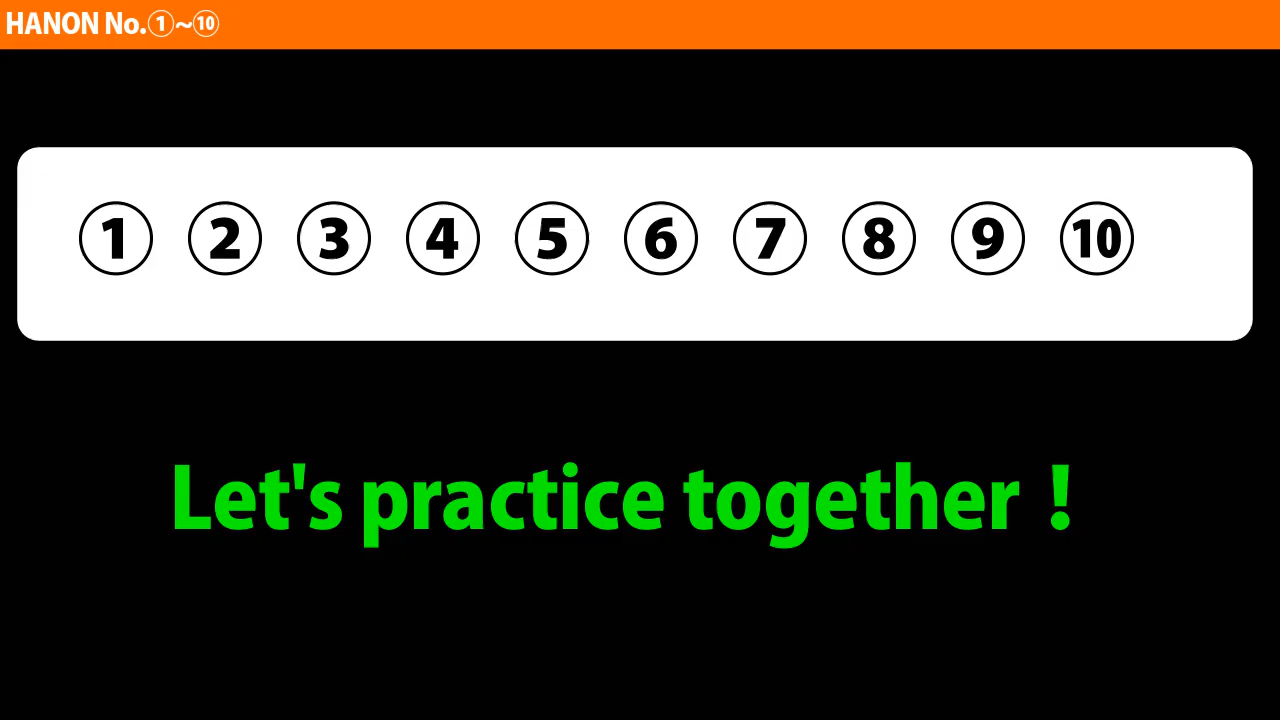 HANON No.①~⑩
① ② ③ ④ ⑤ ⑥ ⑦ ⑧ ⑨ ⑩
Let's practice together！